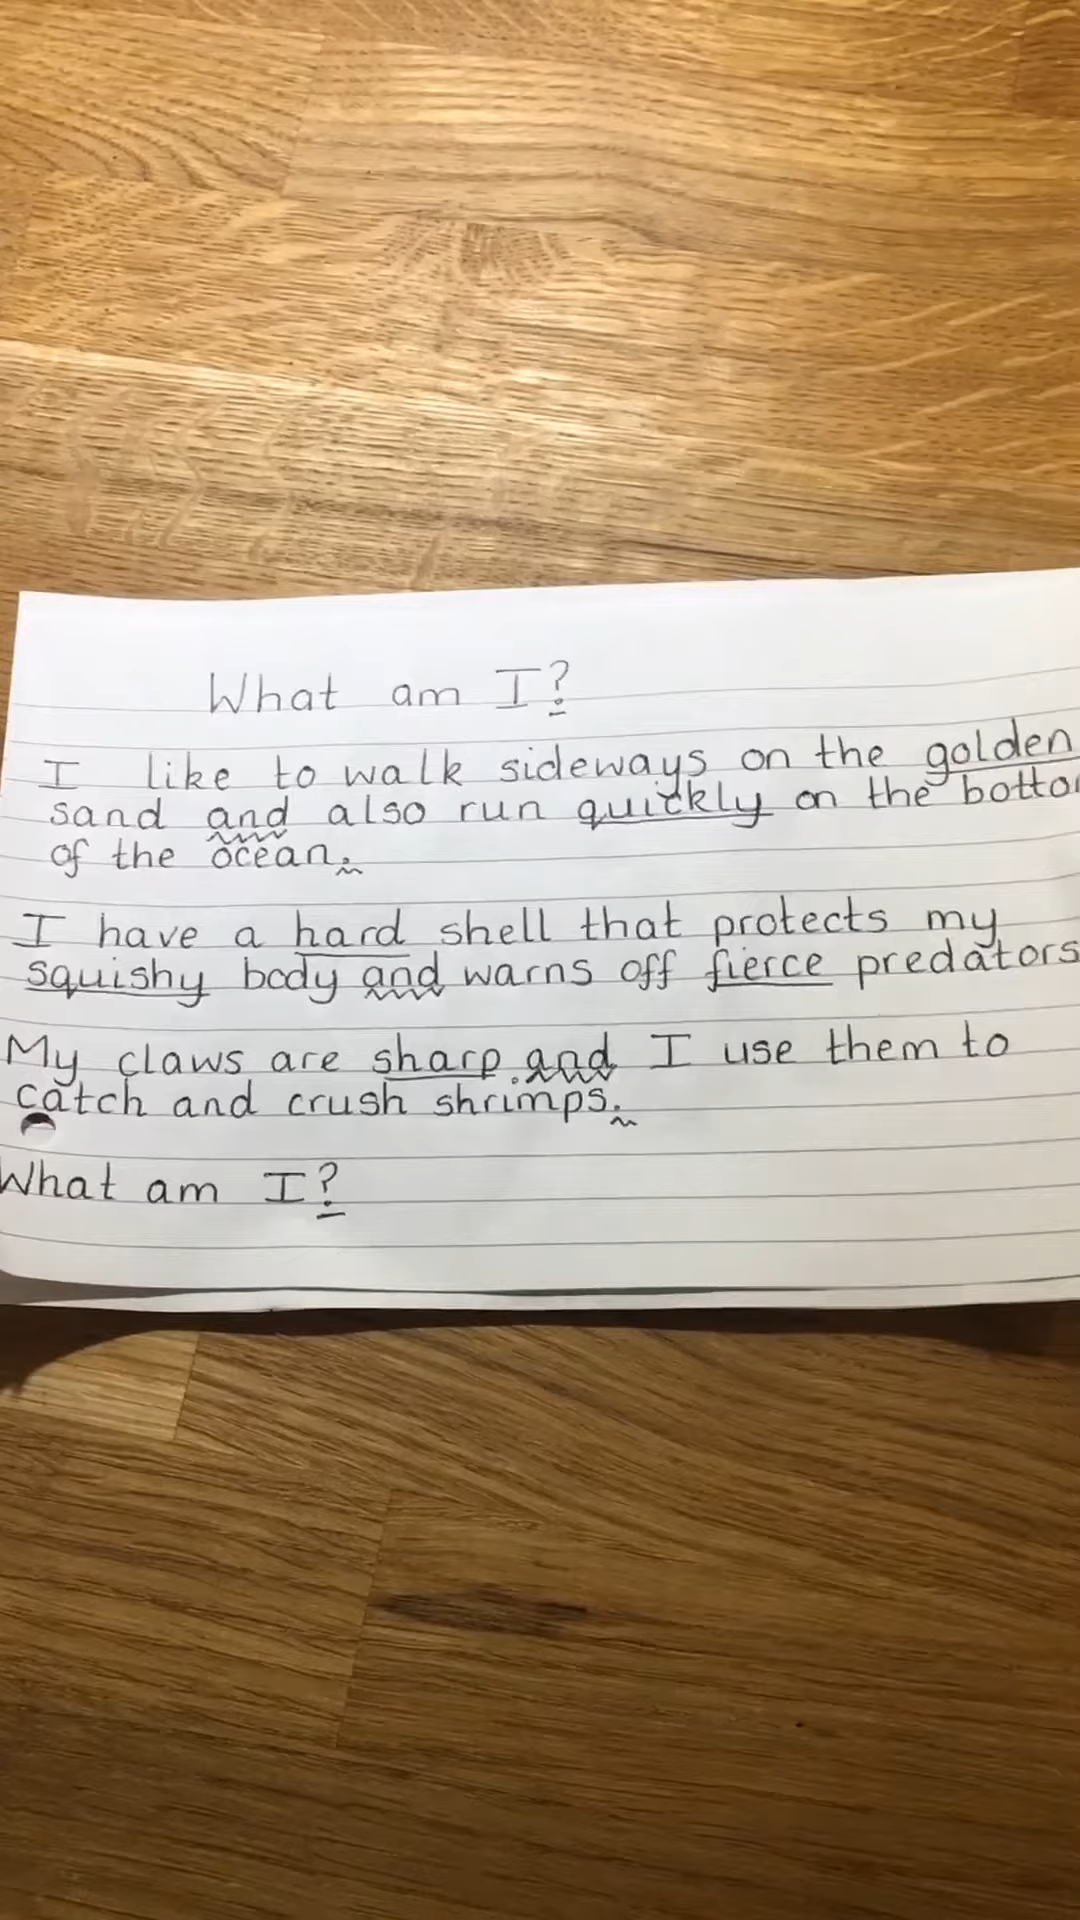 What am I?
I like to walk sideways on the golden
sand and also run quickly on the botto
of the ocean.
I have a hard shell that protects my
squishy body and warns off fierce predators
My claws are sharp and I use them to
catch and crush shrimps.
What am I?